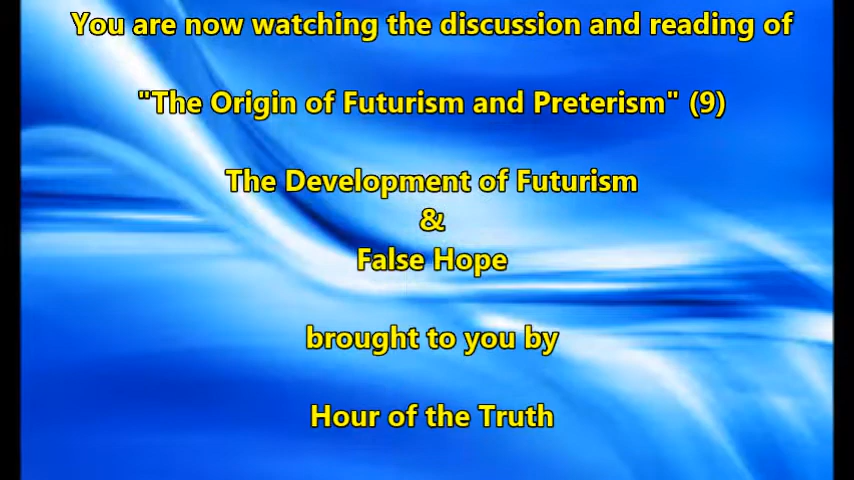 You are now watching the discussion and reading of
"The Origin of Futurism and Preterism" (9)
The Development of Futurism
&
False Hope
brought to you by
Hour of the Truth